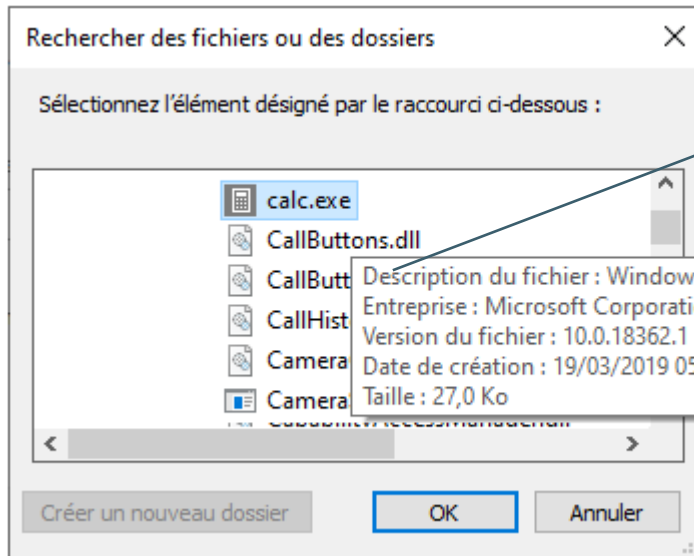 Rechercher des fichiers ou des dossiers
Sélectionnez l'élément désigné par le raccourci ci-dessous :
calc.exe
CallButtons.dll
CallButt
CallHist
Camera
Camera
Description du fichier : Window
Entreprise : Microsoft Corporati
Version du fichier : 10.0.18362.1
Date de création : 19/03/2019 05
Taille : 27,0 Ko
Créer un nouveau dossier
OK
Annuler